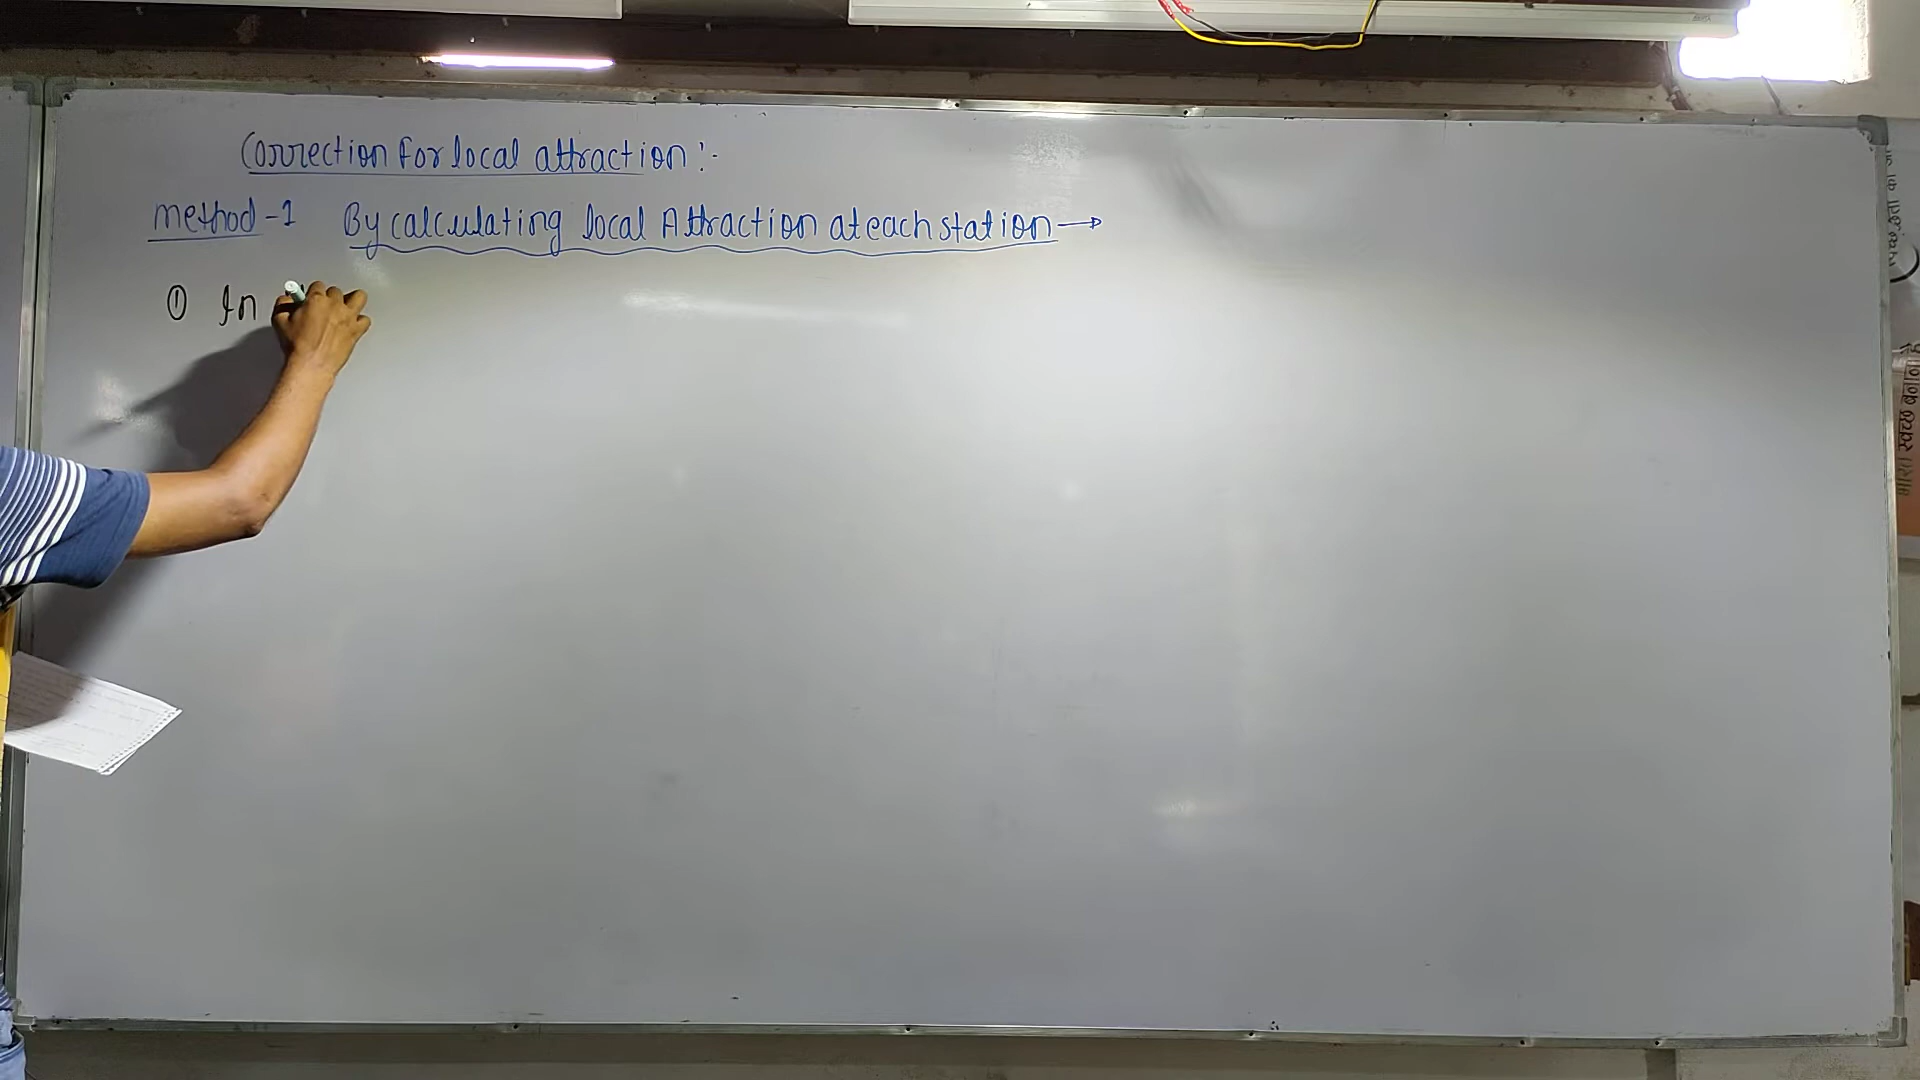 Correction for local attraction :-
method-1 By calculating local Attraction at each station →
① In